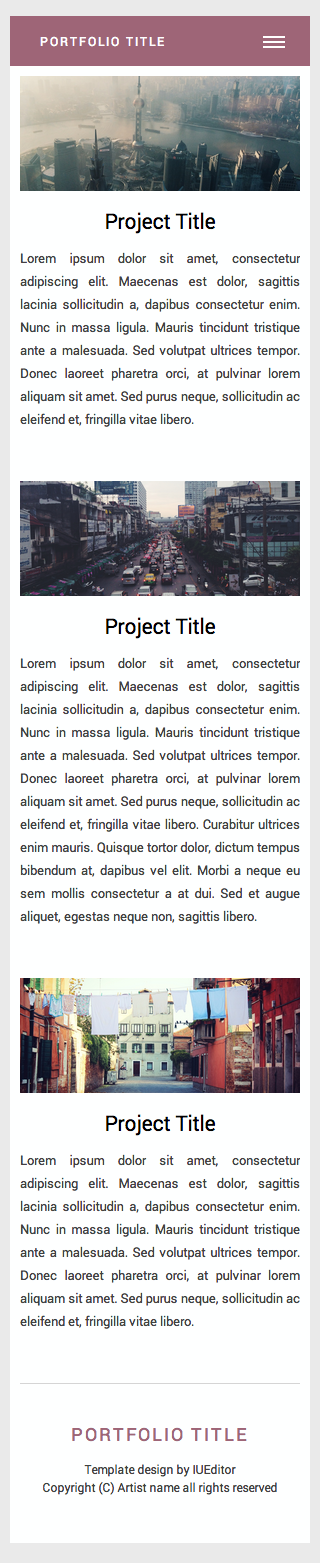 PORTFOLIO TITLE
Project Title
Lorem ipsum dolor sit amet, consectetur
adipiscing elit. Maecenas est dolor, sagittis
lacinia sollicitudin a, dapibus consectetur enim.
Nunc in massa ligula. Mauris tincidunt tristique
ante a malesuada. Sed volutpat ultrices tempor.
Donec laoreet pharetra orci, at pulvinar lorem
aliquam sit amet. Sed purus neque, sollicitudin ac
eleifend et, fringilla vitae libero.
Project Title
Lorem ipsum dolor sit amet, consectetur
adipiscing elit. Maecenas est dolor, sagittis
lacinia sollicitudin a, dapibus consectetur enim.
Nunc in massa ligula. Mauris tincidunt tristique
ante a malesuada. Sed volutpat ultrices tempor.
Donec laoreet pharetra orci, at pulvinar lorem
aliquam sit amet. Sed purus neque, sollicitudin ac
eleifend et, fringilla vitae libero. Curabitur ultrices
enim mauris. Quisque tortor dolor, dictum tempus
bibendum at, dapibus vel elit. Morbi a neque eu
sem mollis consectetur a at dui. Sed et augue
aliquet, egestas neque non, sagittis libero.
Project Title
Lorem ipsum dolor sit amet, consectetur
adipiscing elit. Maecenas est dolor, sagittis
lacinia sollicitudin a, dapibus consectetur enim.
Nunc in massa ligula. Mauris tincidunt tristique
ante a malesuada. Sed volutpat ultrices tempor.
Donec laoreet pharetra orci, at pulvinar lorem
aliquam sit amet. Sed purus neque, sollicitudin ac
eleifend et, fringilla vitae libero.
PORTFOLIO TITLE
Template design by IUEditor
Copyright (C) Artist name all rights reserved